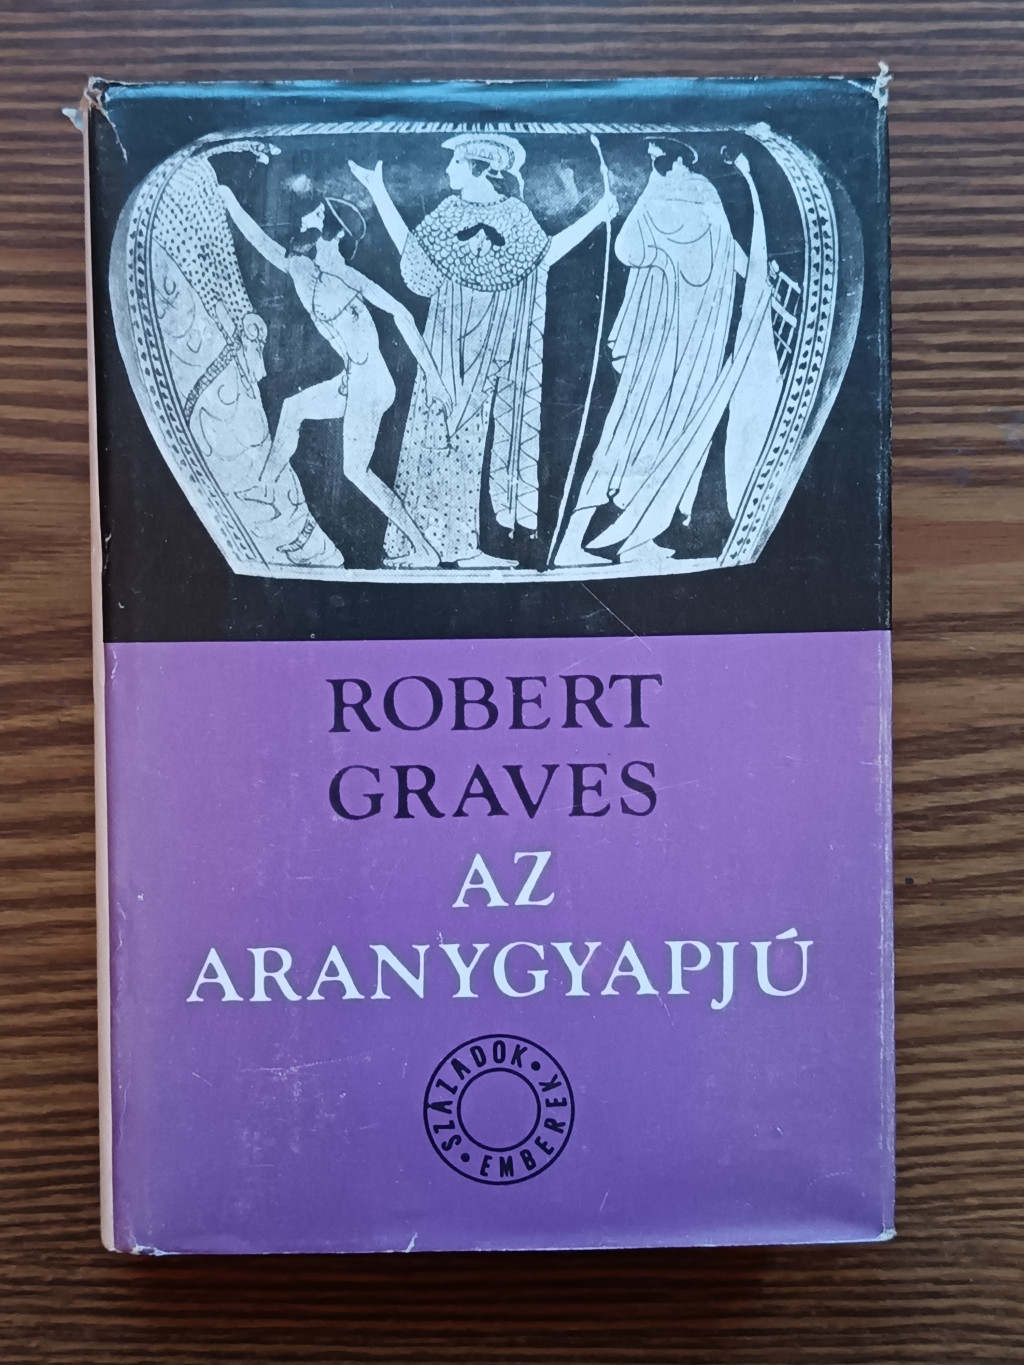 ROBERT
GRAVES
AZ
ARANYGYAPJÚ
SZÁZADOK • EMBEREK •